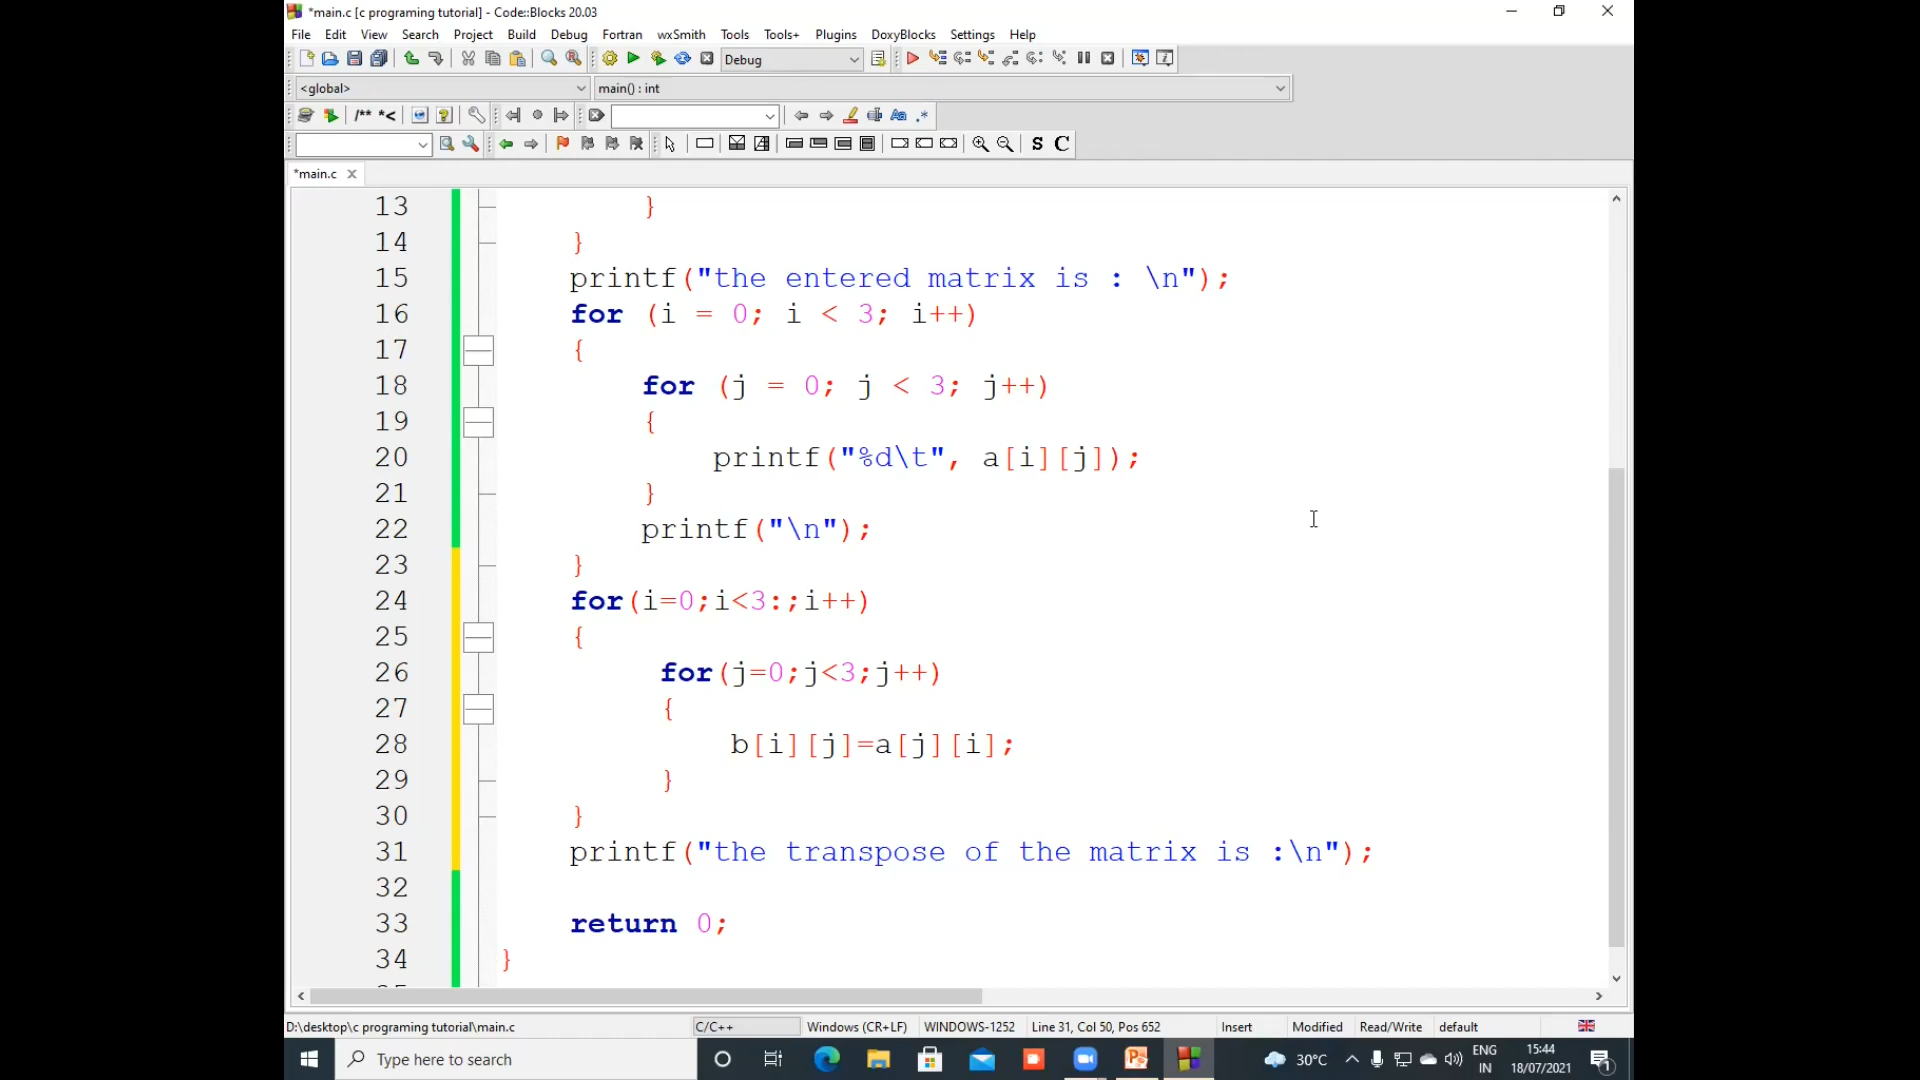 *main.c [c programing tutorial] - Code::Blocks 20.03
File Edit View Search Project Build Debug Fortran wxSmith Tools Tools+ Plugins DoxyBlocks Settings Help
Debug
<global> main() : int
/** *<
S C
*main.c
13 }
14 }
15 printf("the entered matrix is : \n");
16 for (i = 0; i < 3; i++)
17 {
18 for (j = 0; j < 3; j++)
19 {
20 printf("%d\t", a[i][j]);
21 }
22 printf("\n");
23 }
24 for(i=0;i<3:;i++)
25 {
26 for(j=0;j<3;j++)
27 {
28 b[i][j]=a[j][i];
29 }
30 }
31 printf("the transpose of the matrix is :\n");
32
33 return 0;
34 }
D:\desktop\c programing tutorial\main.c C/C++ Windows (CR+LF) WINDOWS-1252 Line 31, Col 50, Pos 652 Insert Modified Read/Write default
Type here to search 30°C ENG IN 15:44 18/07/2021 1